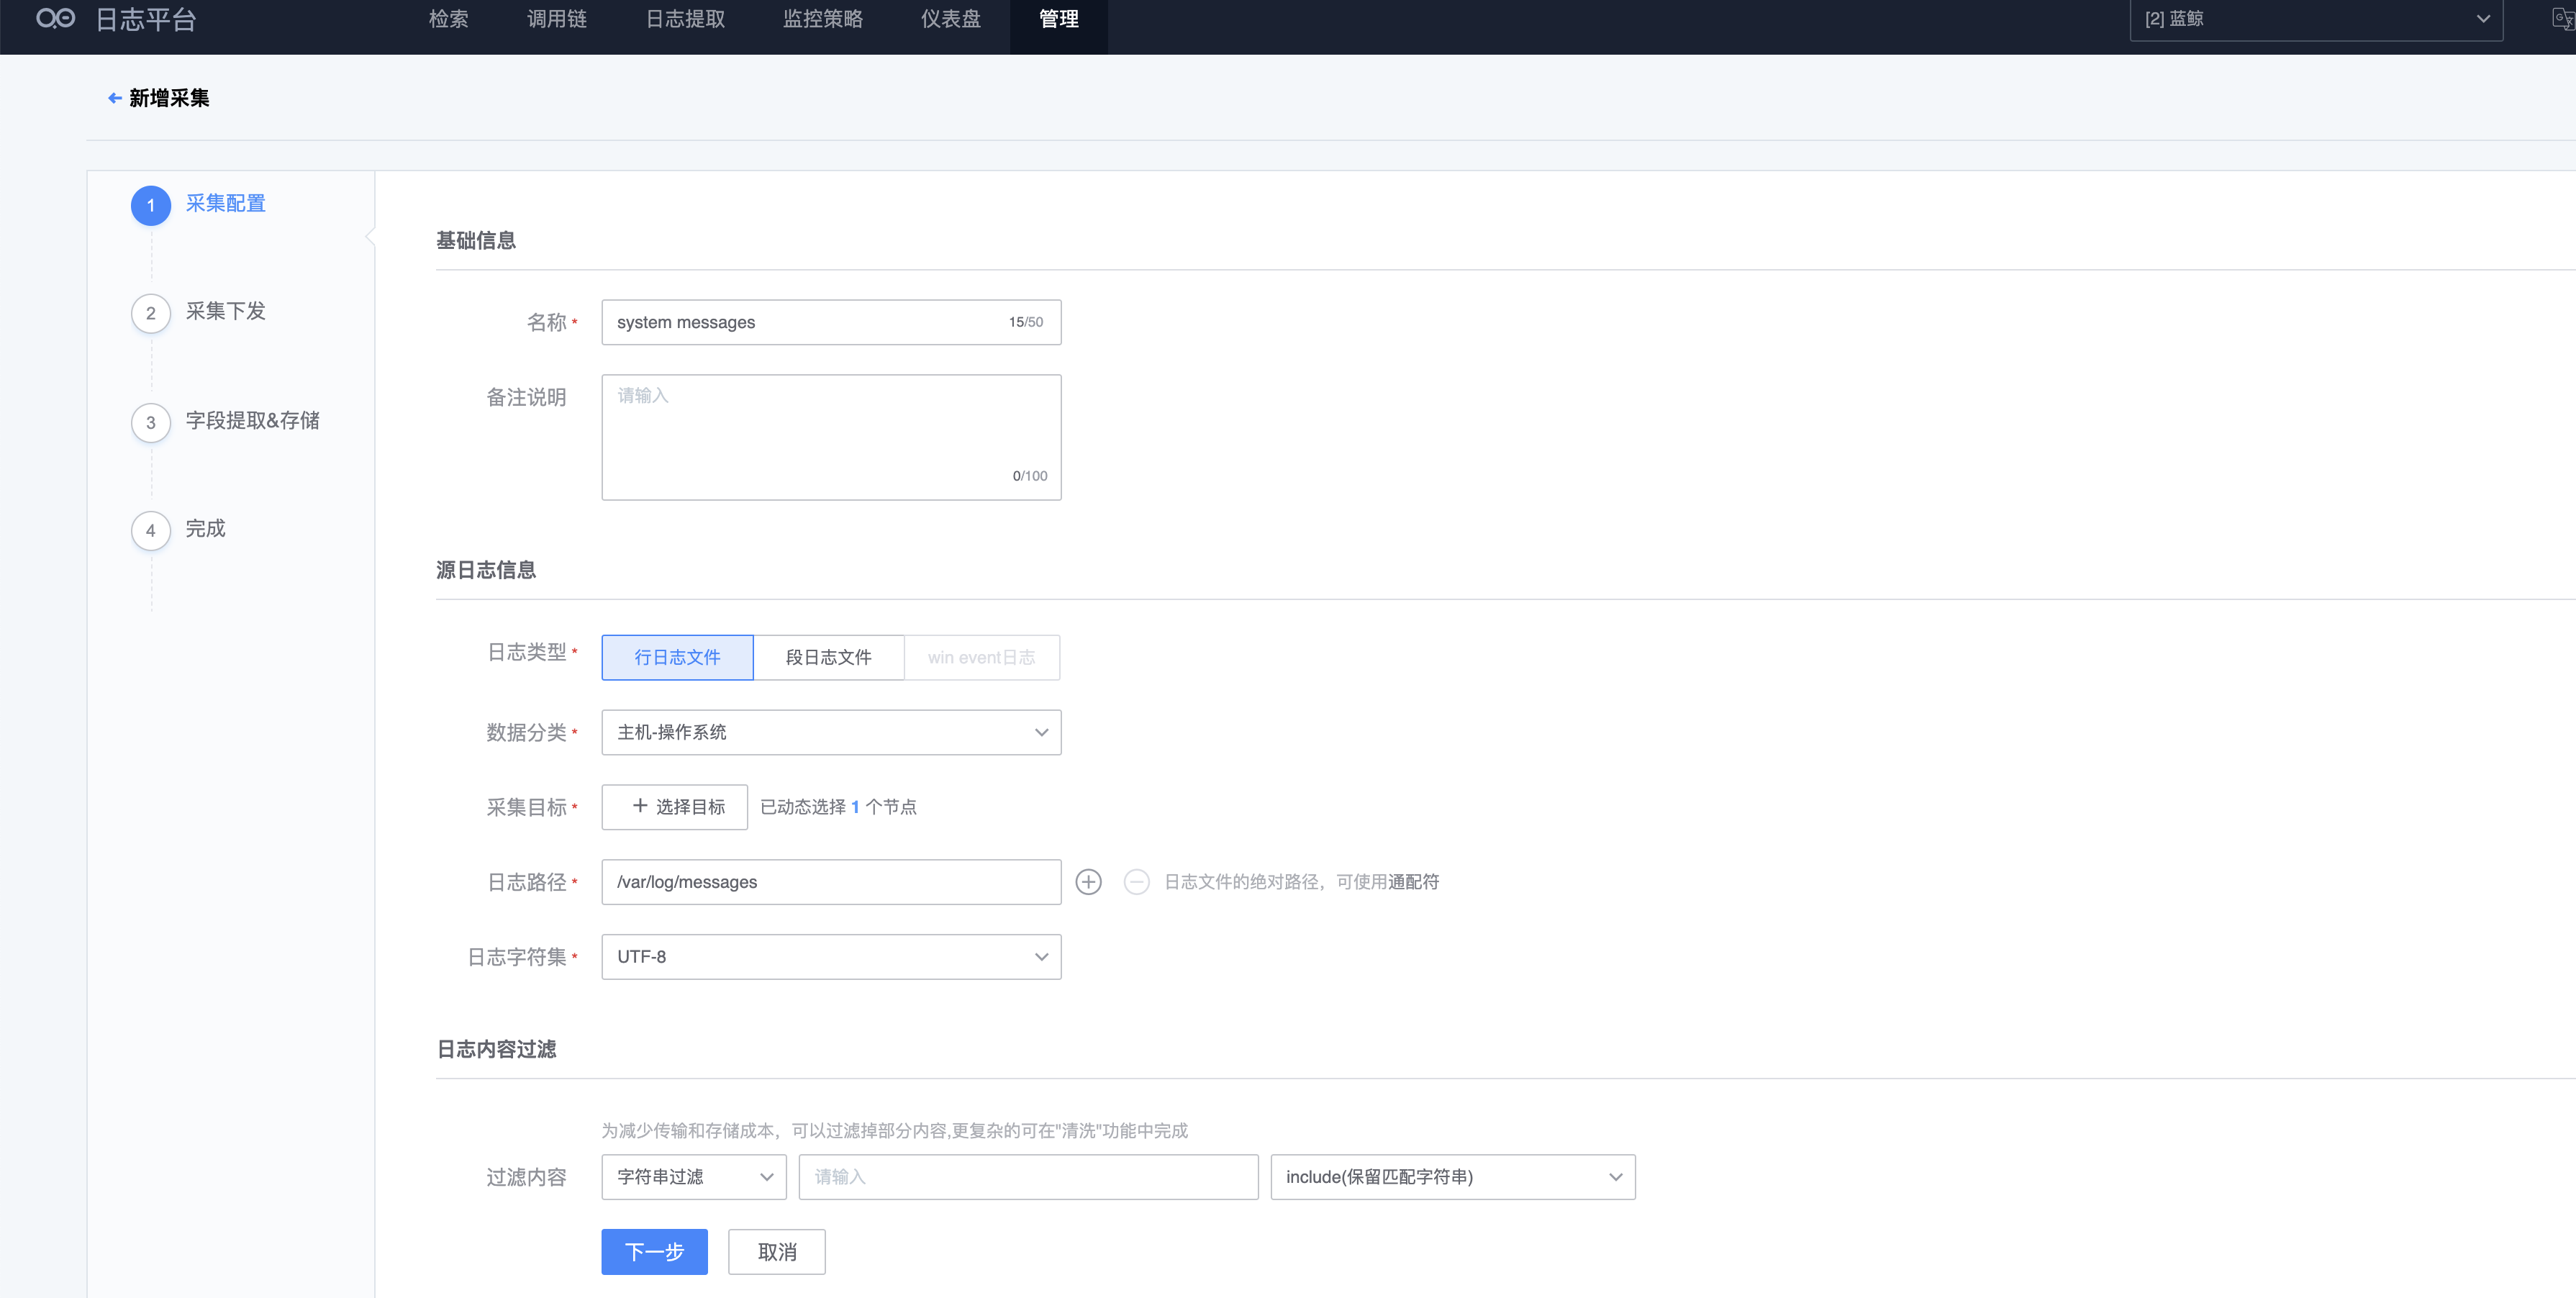 日志平台 检索 调用链 日志提取 监控策略 仪表盘 管理 [2] 蓝鲸
新增采集
1 采集配置
2 采集下发
3 字段提取&存储
4 完成
基础信息
名称* system messages 15/50
备注说明 请输入
0/100
源日志信息
日志类型* 行日志文件 段日志文件 win event日志
数据分类* 主机-操作系统
采集目标* + 选择目标 已动态选择 1 个节点
日志路径* /var/log/messages 日志文件的绝对路径，可使用通配符
日志字符集* UTF-8
日志内容过滤
为减少传输和存储成本，可以过滤掉部分内容,更复杂的可在"清洗"功能中完成
过滤内容 字符串过滤 请输入 include(保留匹配字符串)
下一步 取消